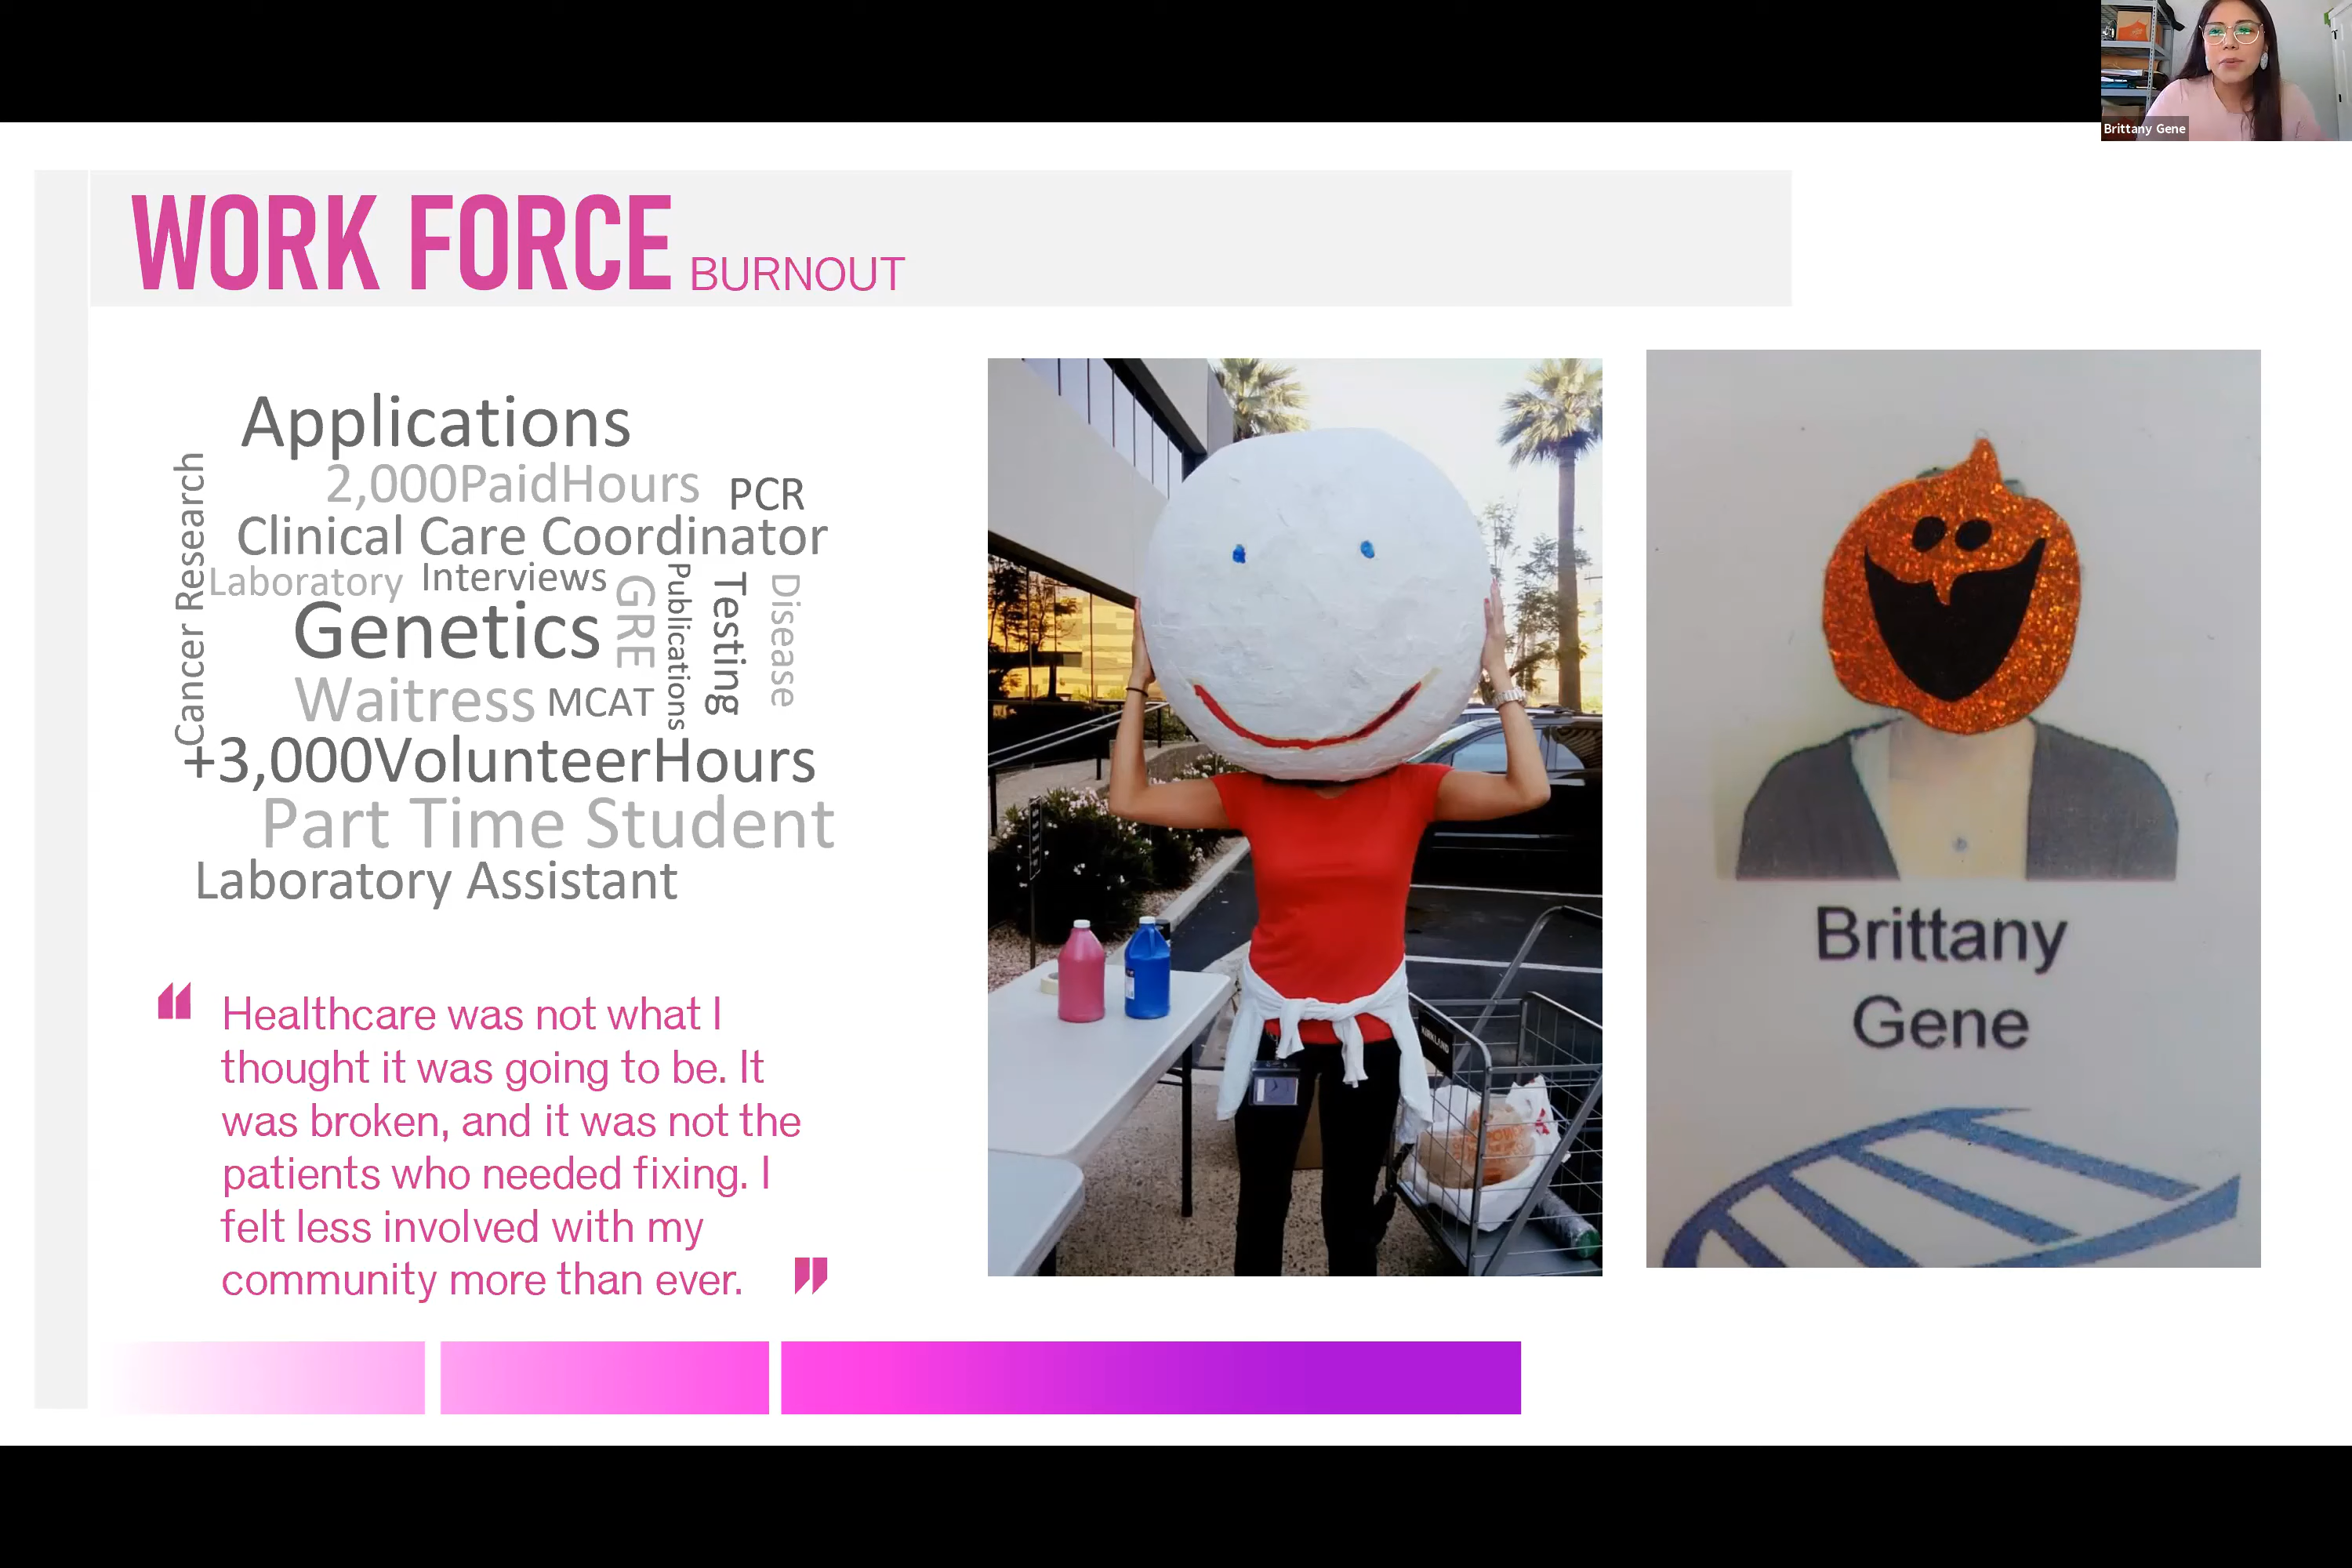 Brittany Gene
WORK FORCE BURNOUT
Applications
2,000PaidHours
PCR
Cancer Research
Clinical Care Coordinator
Laboratory
Interviews
GRE
Publications
Testing
Disease
Genetics
Waitress
MCAT
+3,000VolunteerHours
Part Time Student
Laboratory Assistant
“ Healthcare was not what I
thought it was going to be. It
was broken, and it was not the
patients who needed fixing. I
felt less involved with my
community more than ever. ”
KIRKLAND
Brittany
Gene